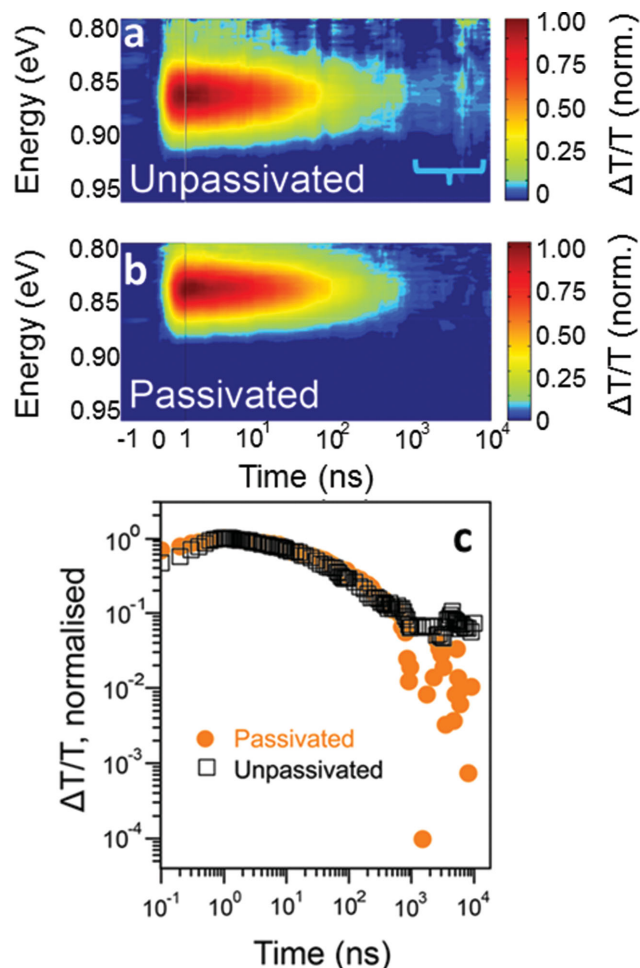 a
Energy (eV)
0.80
0.85
0.90
0.95
Unpassivated
1.00
0.75
0.50
0.25
0
ΔT/T (norm.)
b
Energy (eV)
0.80
0.85
0.90
0.95
Passivated
1.00
0.75
0.50
0.25
0
ΔT/T (norm.)
-1 0 1 10¹ 10² 10³ 10⁴
Time (ns)
c
ΔT/T, normalised
10⁰
10⁻¹
10⁻²
10⁻³
10⁻⁴
Passivated
Unpassivated
10⁻¹ 10⁰ 10¹ 10² 10³ 10⁴
Time (ns)